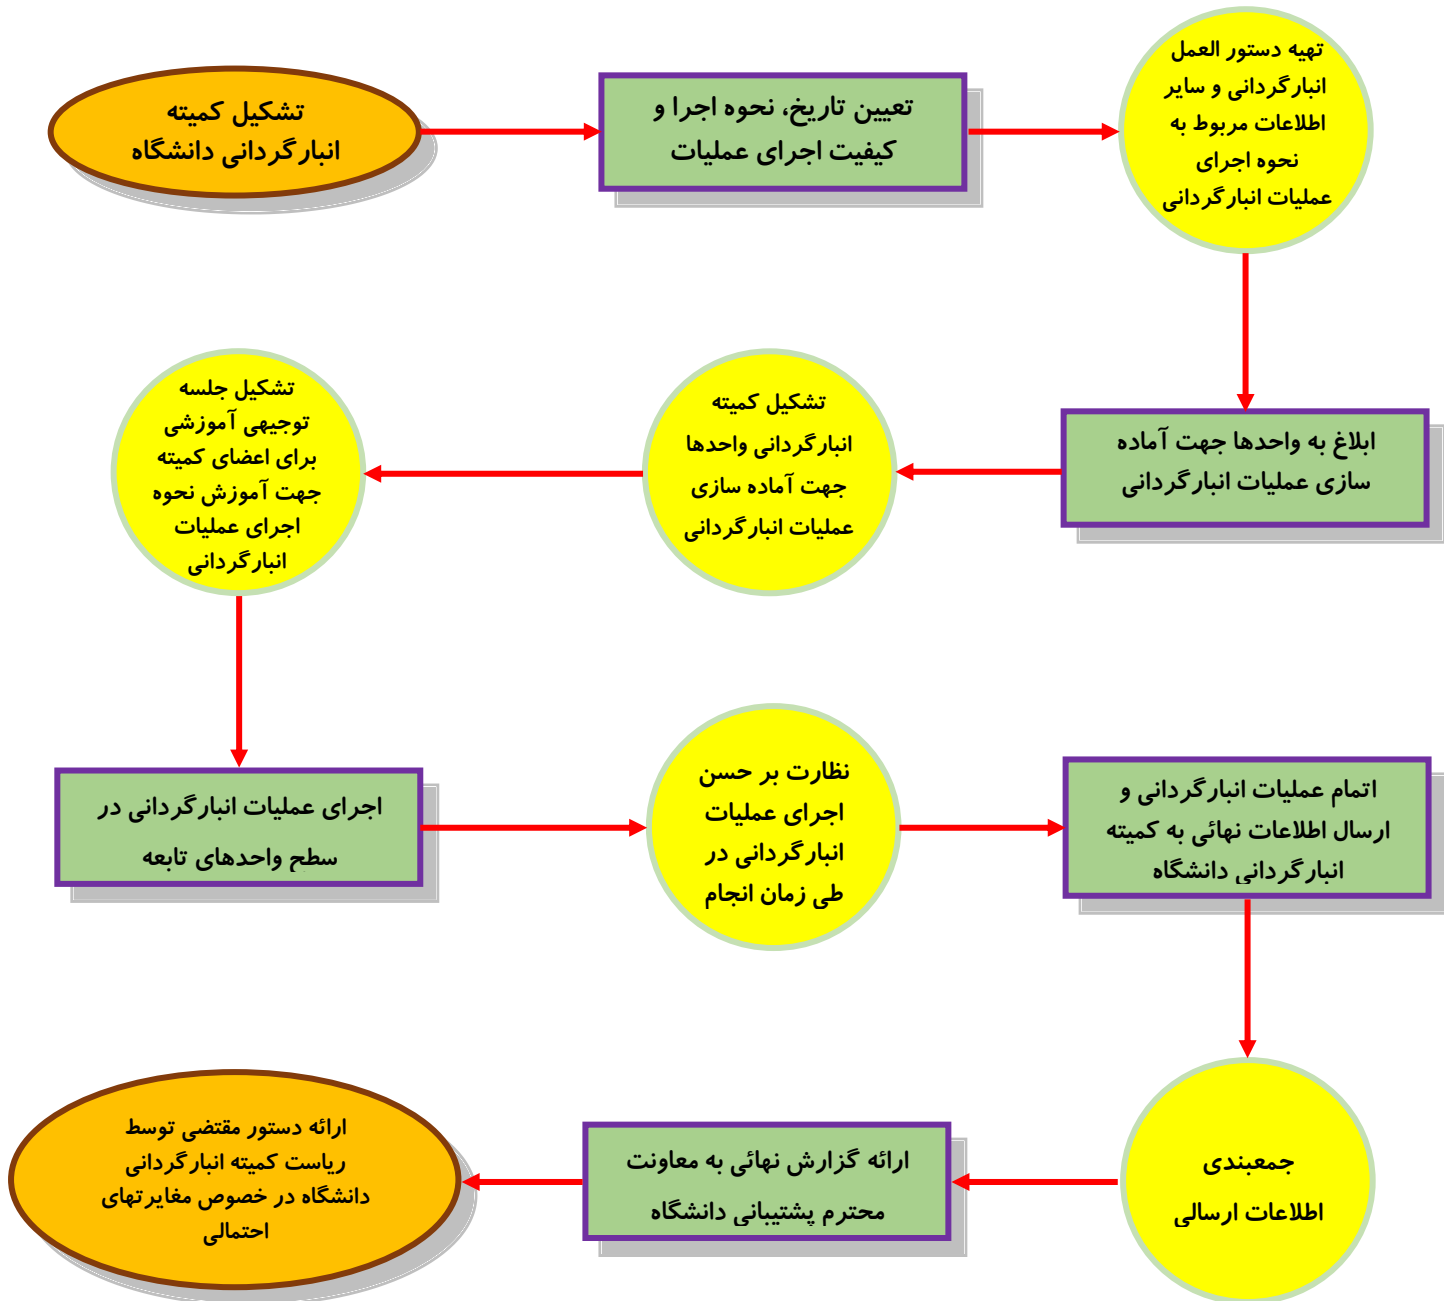 تشکیل کمیته
انبارگردانی دانشگاه
تعیین تاریخ، نحوه اجرا و
کیفیت اجرای عملیات
تهیه دستور العمل
انبارگردانی و سایر
اطلاعات مربوط به
نحوه اجرای
عملیات انبارگردانی
ابلاغ به واحدها جهت آماده
سازی عملیات انبارگردانی
تشکیل کمیته
انبارگردانی واحدها
جهت آماده سازی
عملیات انبارگردانی
تشکیل جلسه
توجیهی آموزشی
برای اعضای کمیته
جهت آموزش نحوه
اجرای عملیات
انبارگردانی
اجرای عملیات انبارگردانی در
سطح واحدهای تابعه
نظارت بر حسن
اجرای عملیات
انبارگردانی در
طی زمان انجام
اتمام عملیات انبارگردانی و
ارسال اطلاعات نهائی به کمیته
انبارگردانی دانشگاه
جمعبندی
اطلاعات ارسالی
ارائه گزارش نهائی به معاونت
محترم پشتیبانی دانشگاه
ارائه دستور مقتضی توسط
ریاست کمیته انبارگردانی
دانشگاه در خصوص مغایرتهای
احتمالی